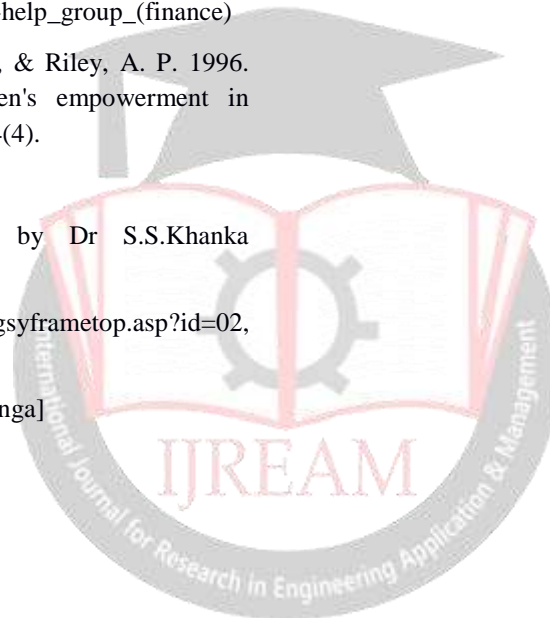 -help_group_(finance)
, & Riley, A. P. 1996.
en's empowerment in
(4).
by Dr S.S.Khanka
gsyframetop.asp?id=02,
nga]
IJREAM
International Journal for Research in Engineering Application & Management